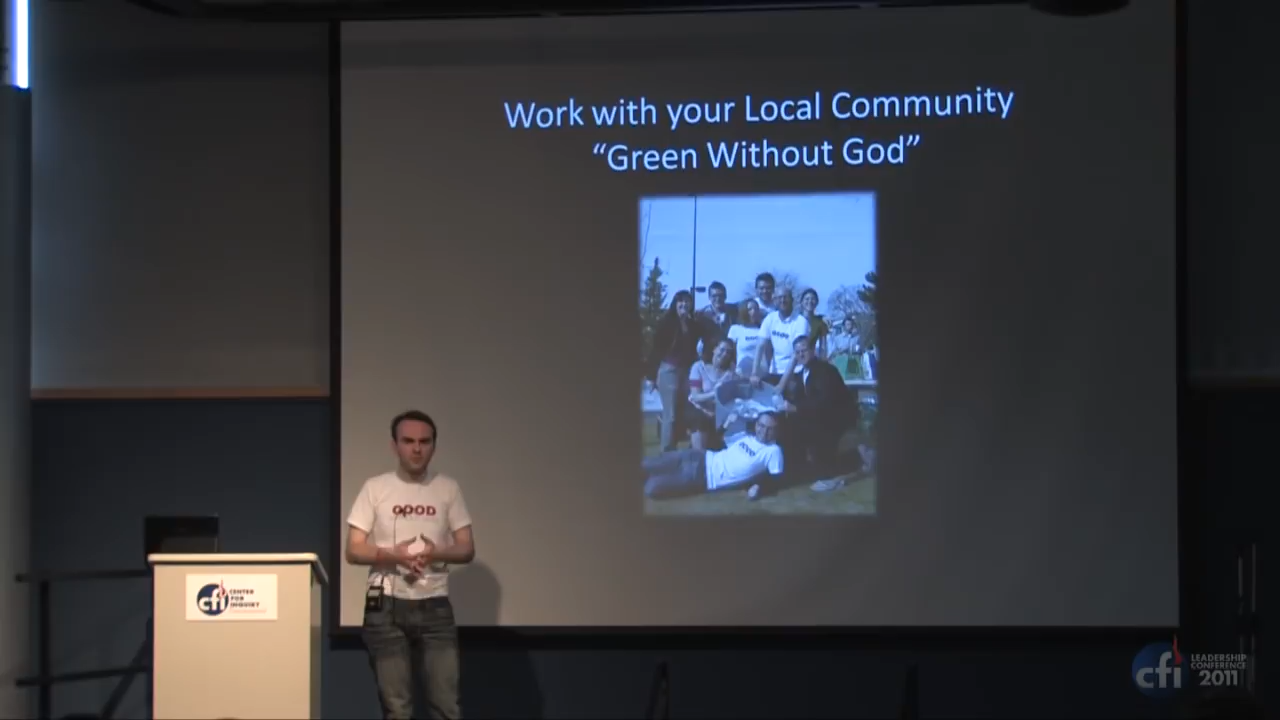 Work with your Local Community
“Green Without God”
GOOD
cfi CENTER
FOR
INQUIRY
cfi LEADERSHIP
CONFERENCE
2011